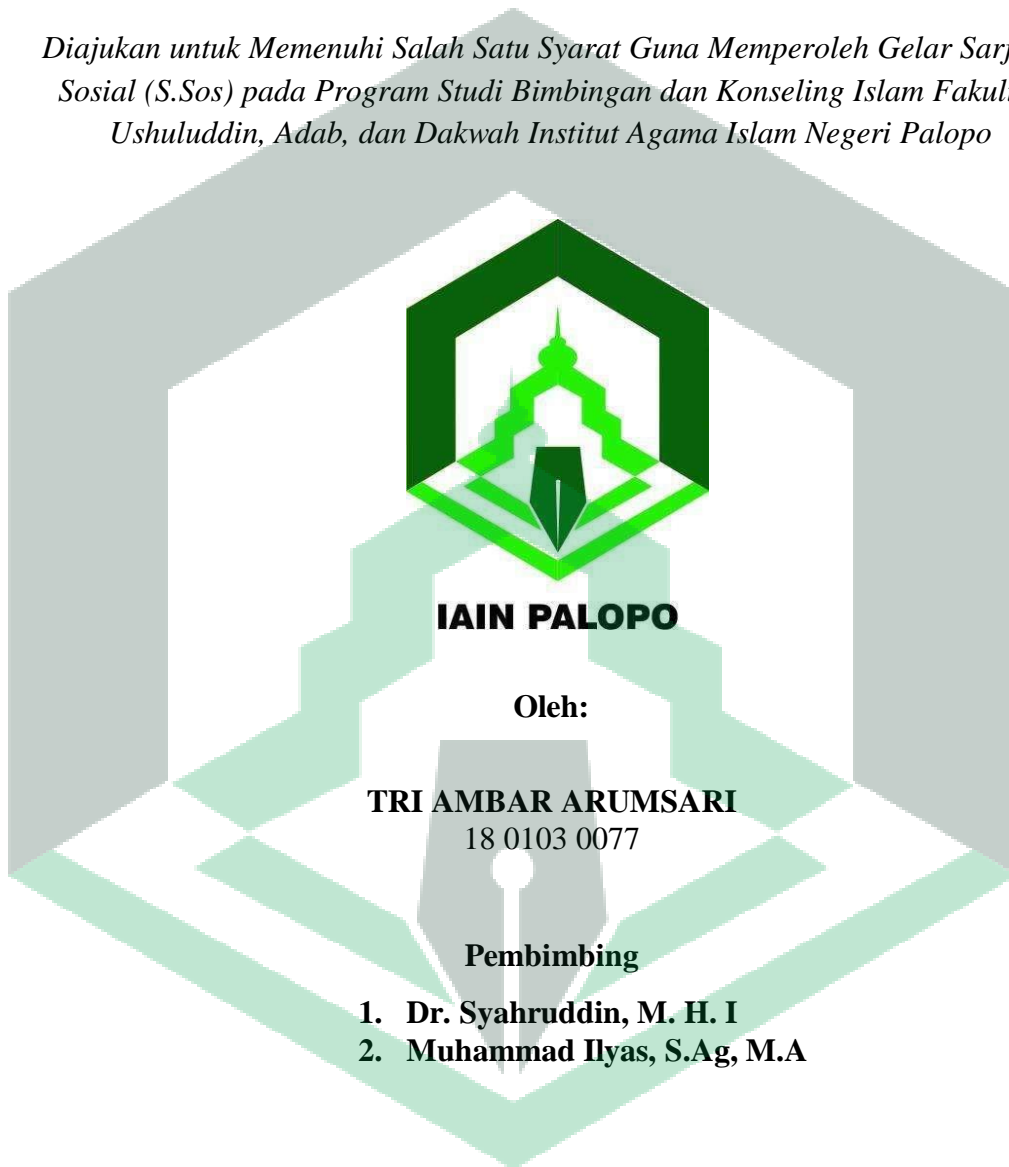 Diajukan untuk Memenuhi Salah Satu Syarat Guna Memperoleh Gelar
Sosial (S.Sos) pada Program Studi Bimbingan dan Konseling Islam
Ushuluddin, Adab, dan Dakwah Institut Agama Islam Negeri Palopo
IAIN PALOPO
Oleh:
TRI AMBAR ARUMSARI
18 0103 0077
Pembimbing
1. Dr. Syahruddin, M. H. I
2. Muhammad Ilyas, S.Ag, M.A